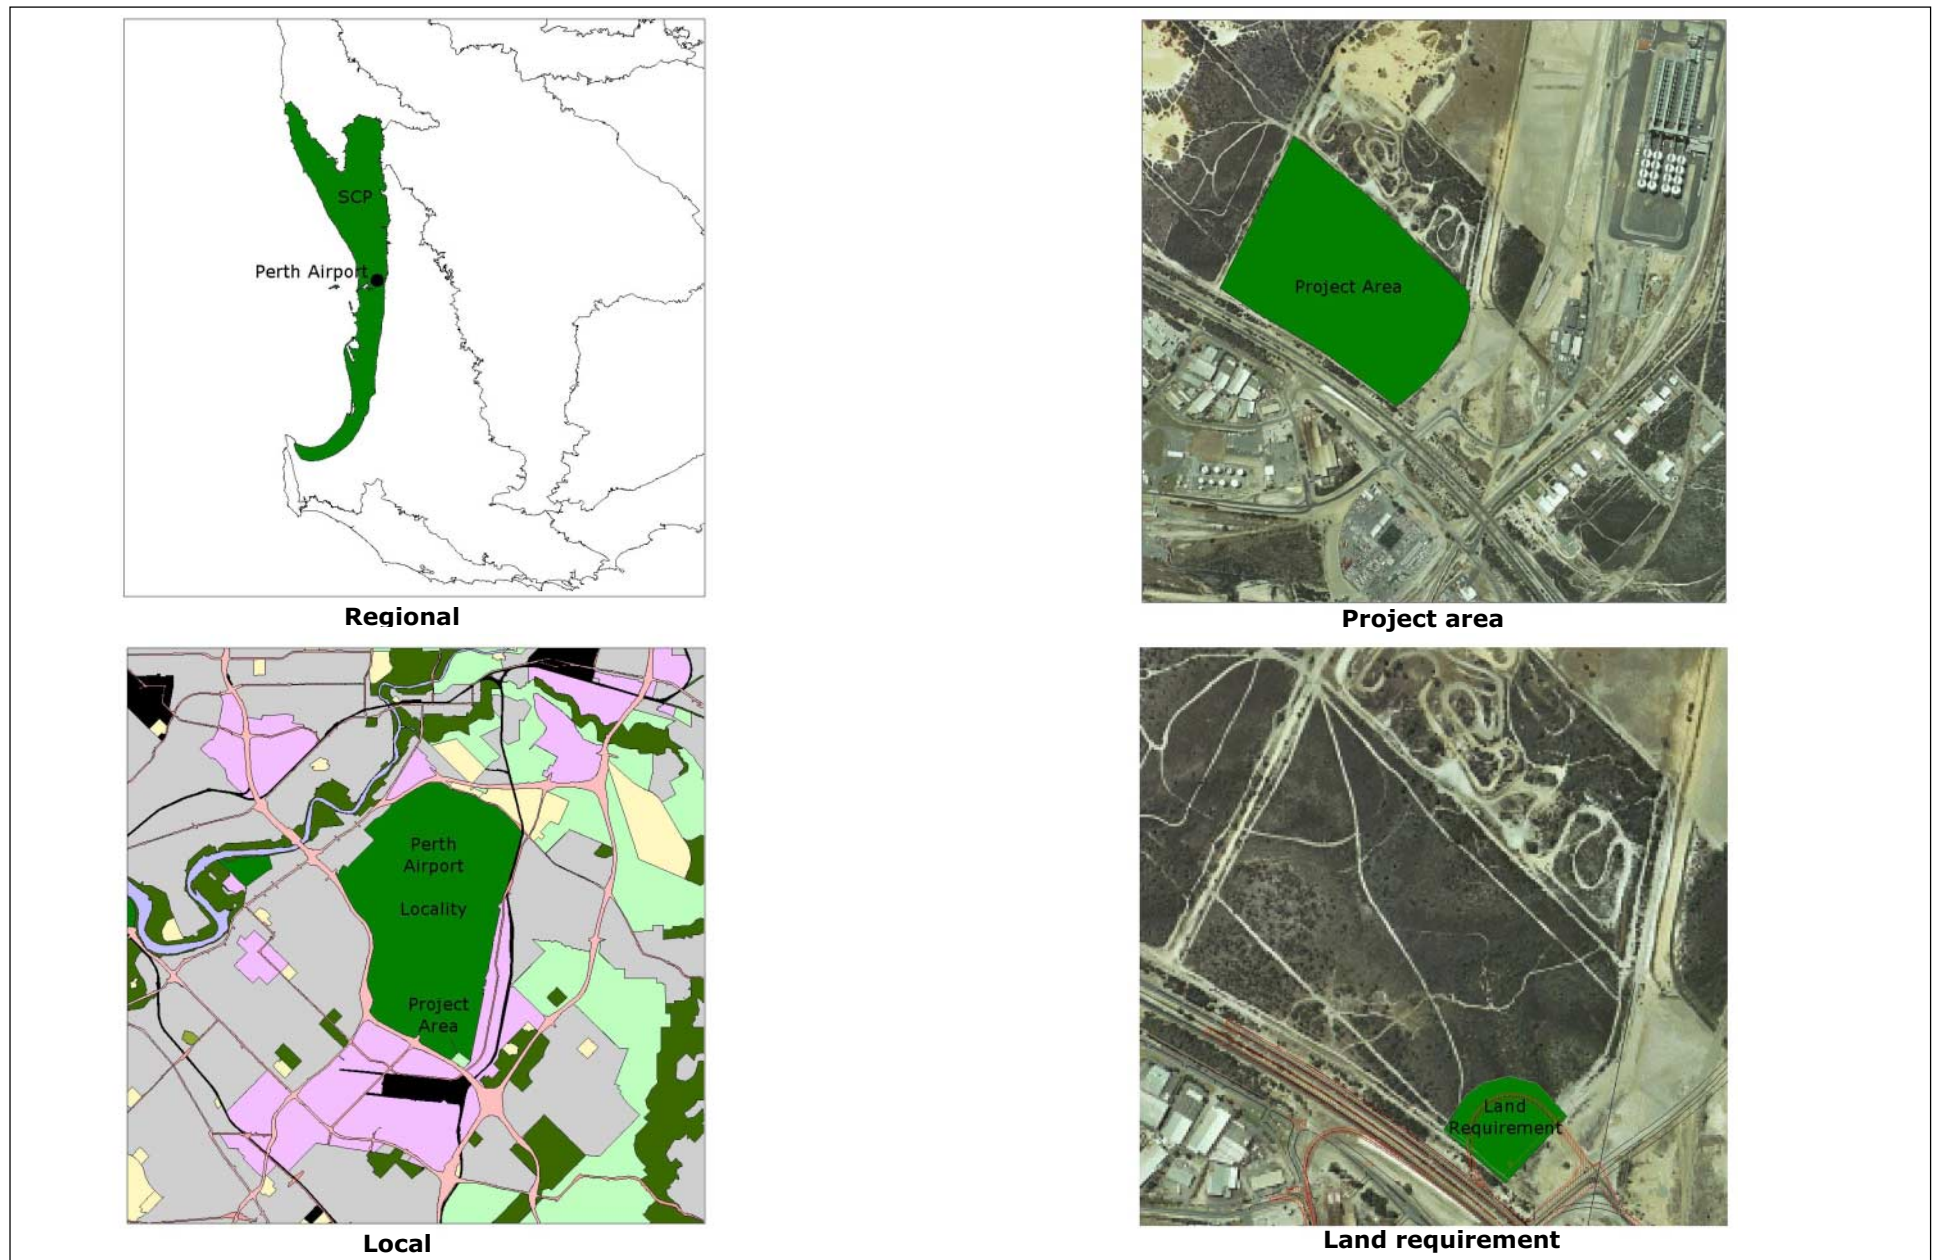 SCP
Perth Airport
Regional
Project Area
Project area
Perth
Airport
Locality
Project
Area
Local
Land
Requirement
Land requirement